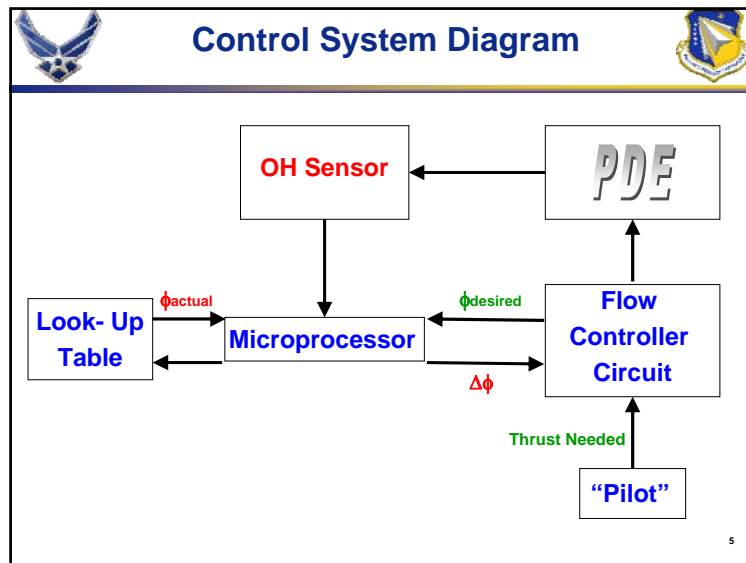 Control System Diagram
OH Sensor
PDE
ϕactual
ϕdesired
Look- Up
Table
Microprocessor
Flow
Controller
Circuit
Δϕ
Thrust Needed
“Pilot”
5